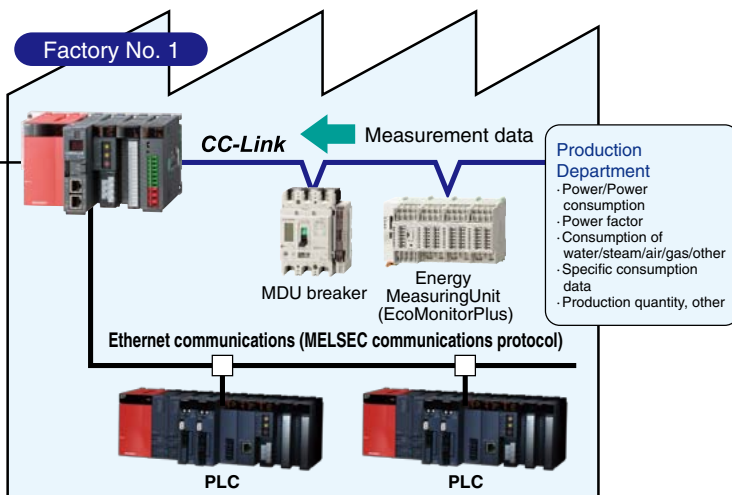 Factory No. 1
CC-Link
Measurement data
Production
Department
·Power/Power
consumption
·Power factor
·Consumption of
water/steam/air/gas/other
·Specific consumption
data
·Production quantity, other
MDU breaker
Energy
MeasuringUnit
(EcoMonitorPlus)
Ethernet communications (MELSEC communications protocol)
PLC
PLC